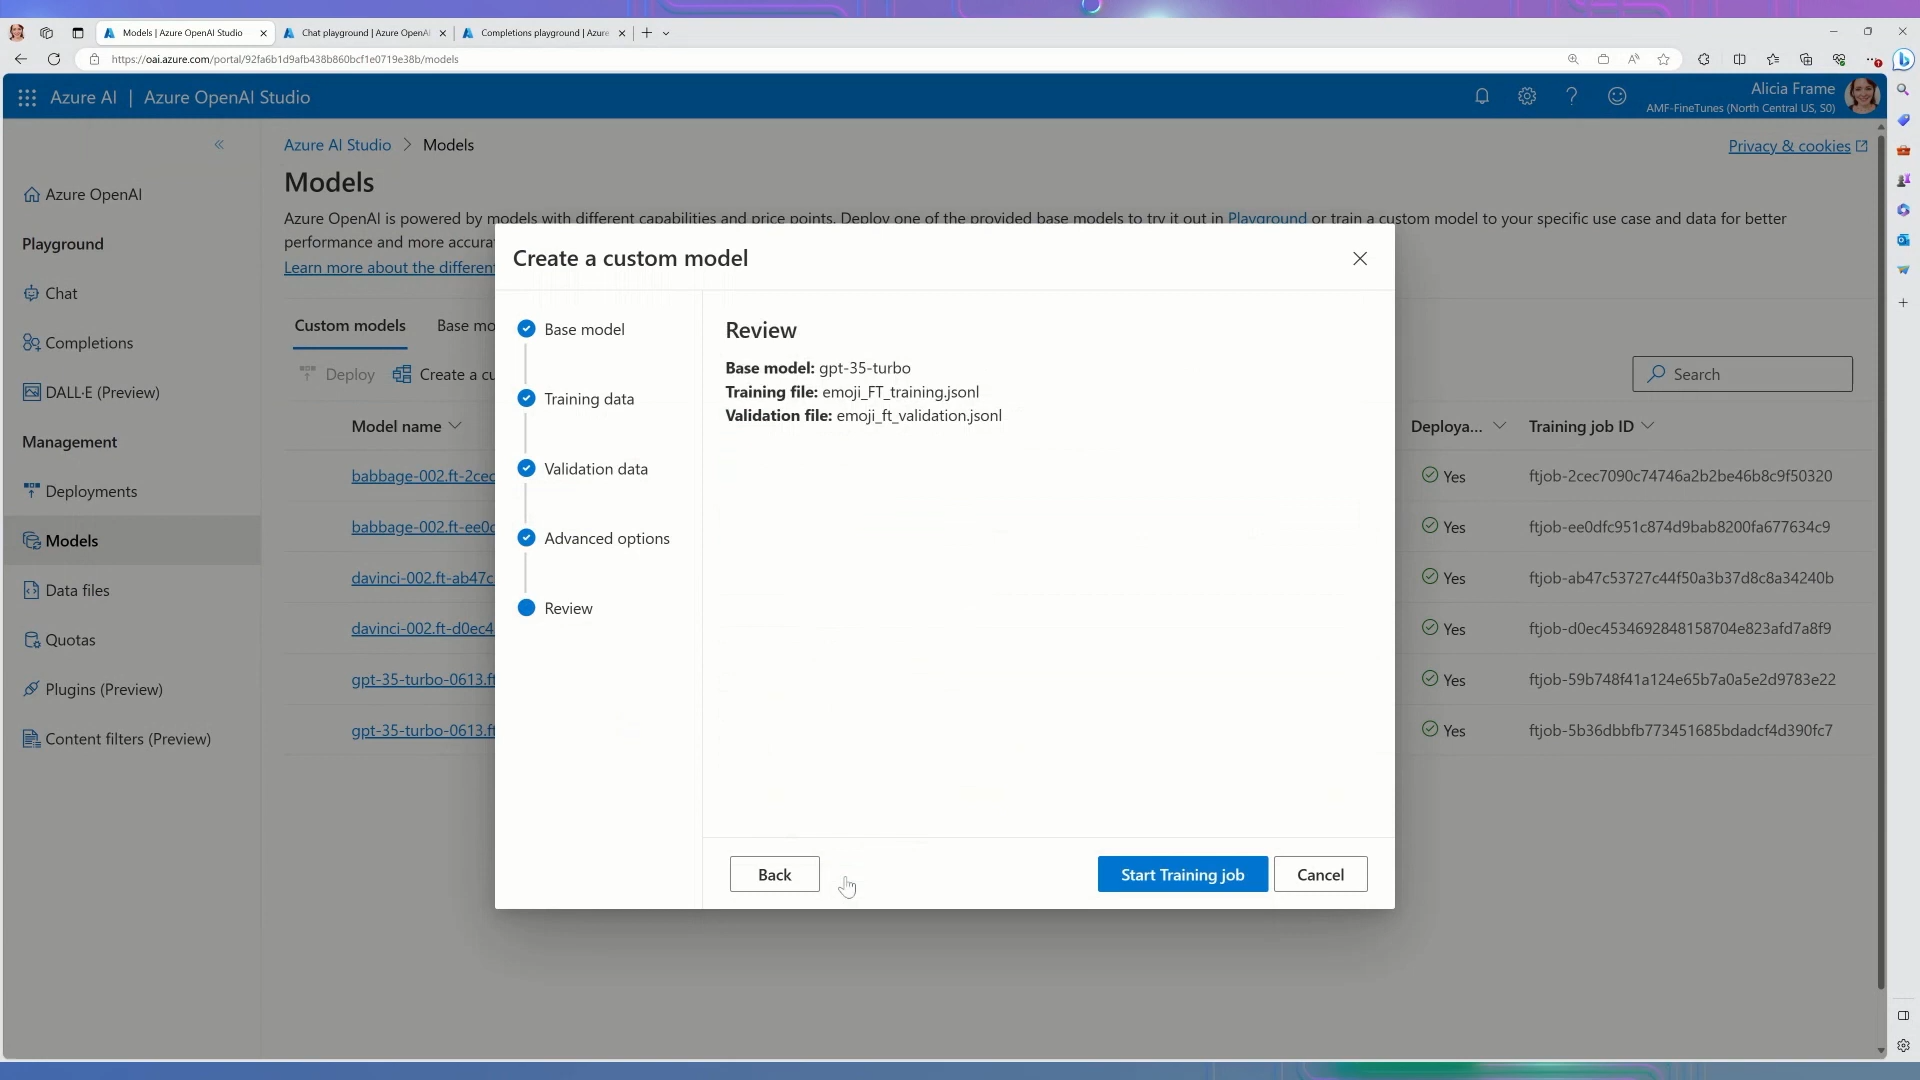 Models | Azure OpenAI Studio
Chat playground | Azure OpenAI
Completions playground | Azure
https://oai.azure.com/portal/92fa6b1d9afb438b860bcf1e0719e38b/models
Azure AI | Azure OpenAI Studio
Alicia Frame
AMF-FineTunes (North Central US, S0)
Azure AI Studio > Models
Privacy & cookies
Models
Azure OpenAI is powered by models with different capabilities and price points. Deploy one of the provided base models to try it out in Playground or train a custom model to your specific use case and data for better
performance and more accura
Learn more about the different
Azure OpenAI
Playground
Chat
Completions
DALL·E (Preview)
Management
Deployments
Models
Data files
Quotas
Plugins (Preview)
Content filters (Preview)
Custom models
Base mo
Deploy
Create a cu
Search
Model name
Deploya...
Training job ID
babbage-002.ft-2cec
Yes
ftjob-2cec7090c74746a2b2be46b8c9f50320
babbage-002.ft-ee0d
Yes
ftjob-ee0dfc951c874d9bab8200fa677634c9
davinci-002.ft-ab47c
Yes
ftjob-ab47c53727c44f50a3b37d8c8a34240b
davinci-002.ft-d0ec4
Yes
ftjob-d0ec4534692848158704e823afd7a8f9
gpt-35-turbo-0613.ft
Yes
ftjob-59b748f41a124e65b7a0a5e2d9783e22
gpt-35-turbo-0613.ft
Yes
ftjob-5b36dbbfb773451685bdadcf4d390fc7
Create a custom model
Base model
Training data
Validation data
Advanced options
Review
Review
Base model: gpt-35-turbo
Training file: emoji_FT_training.jsonl
Validation file: emoji_ft_validation.jsonl
Back
Start Training job
Cancel